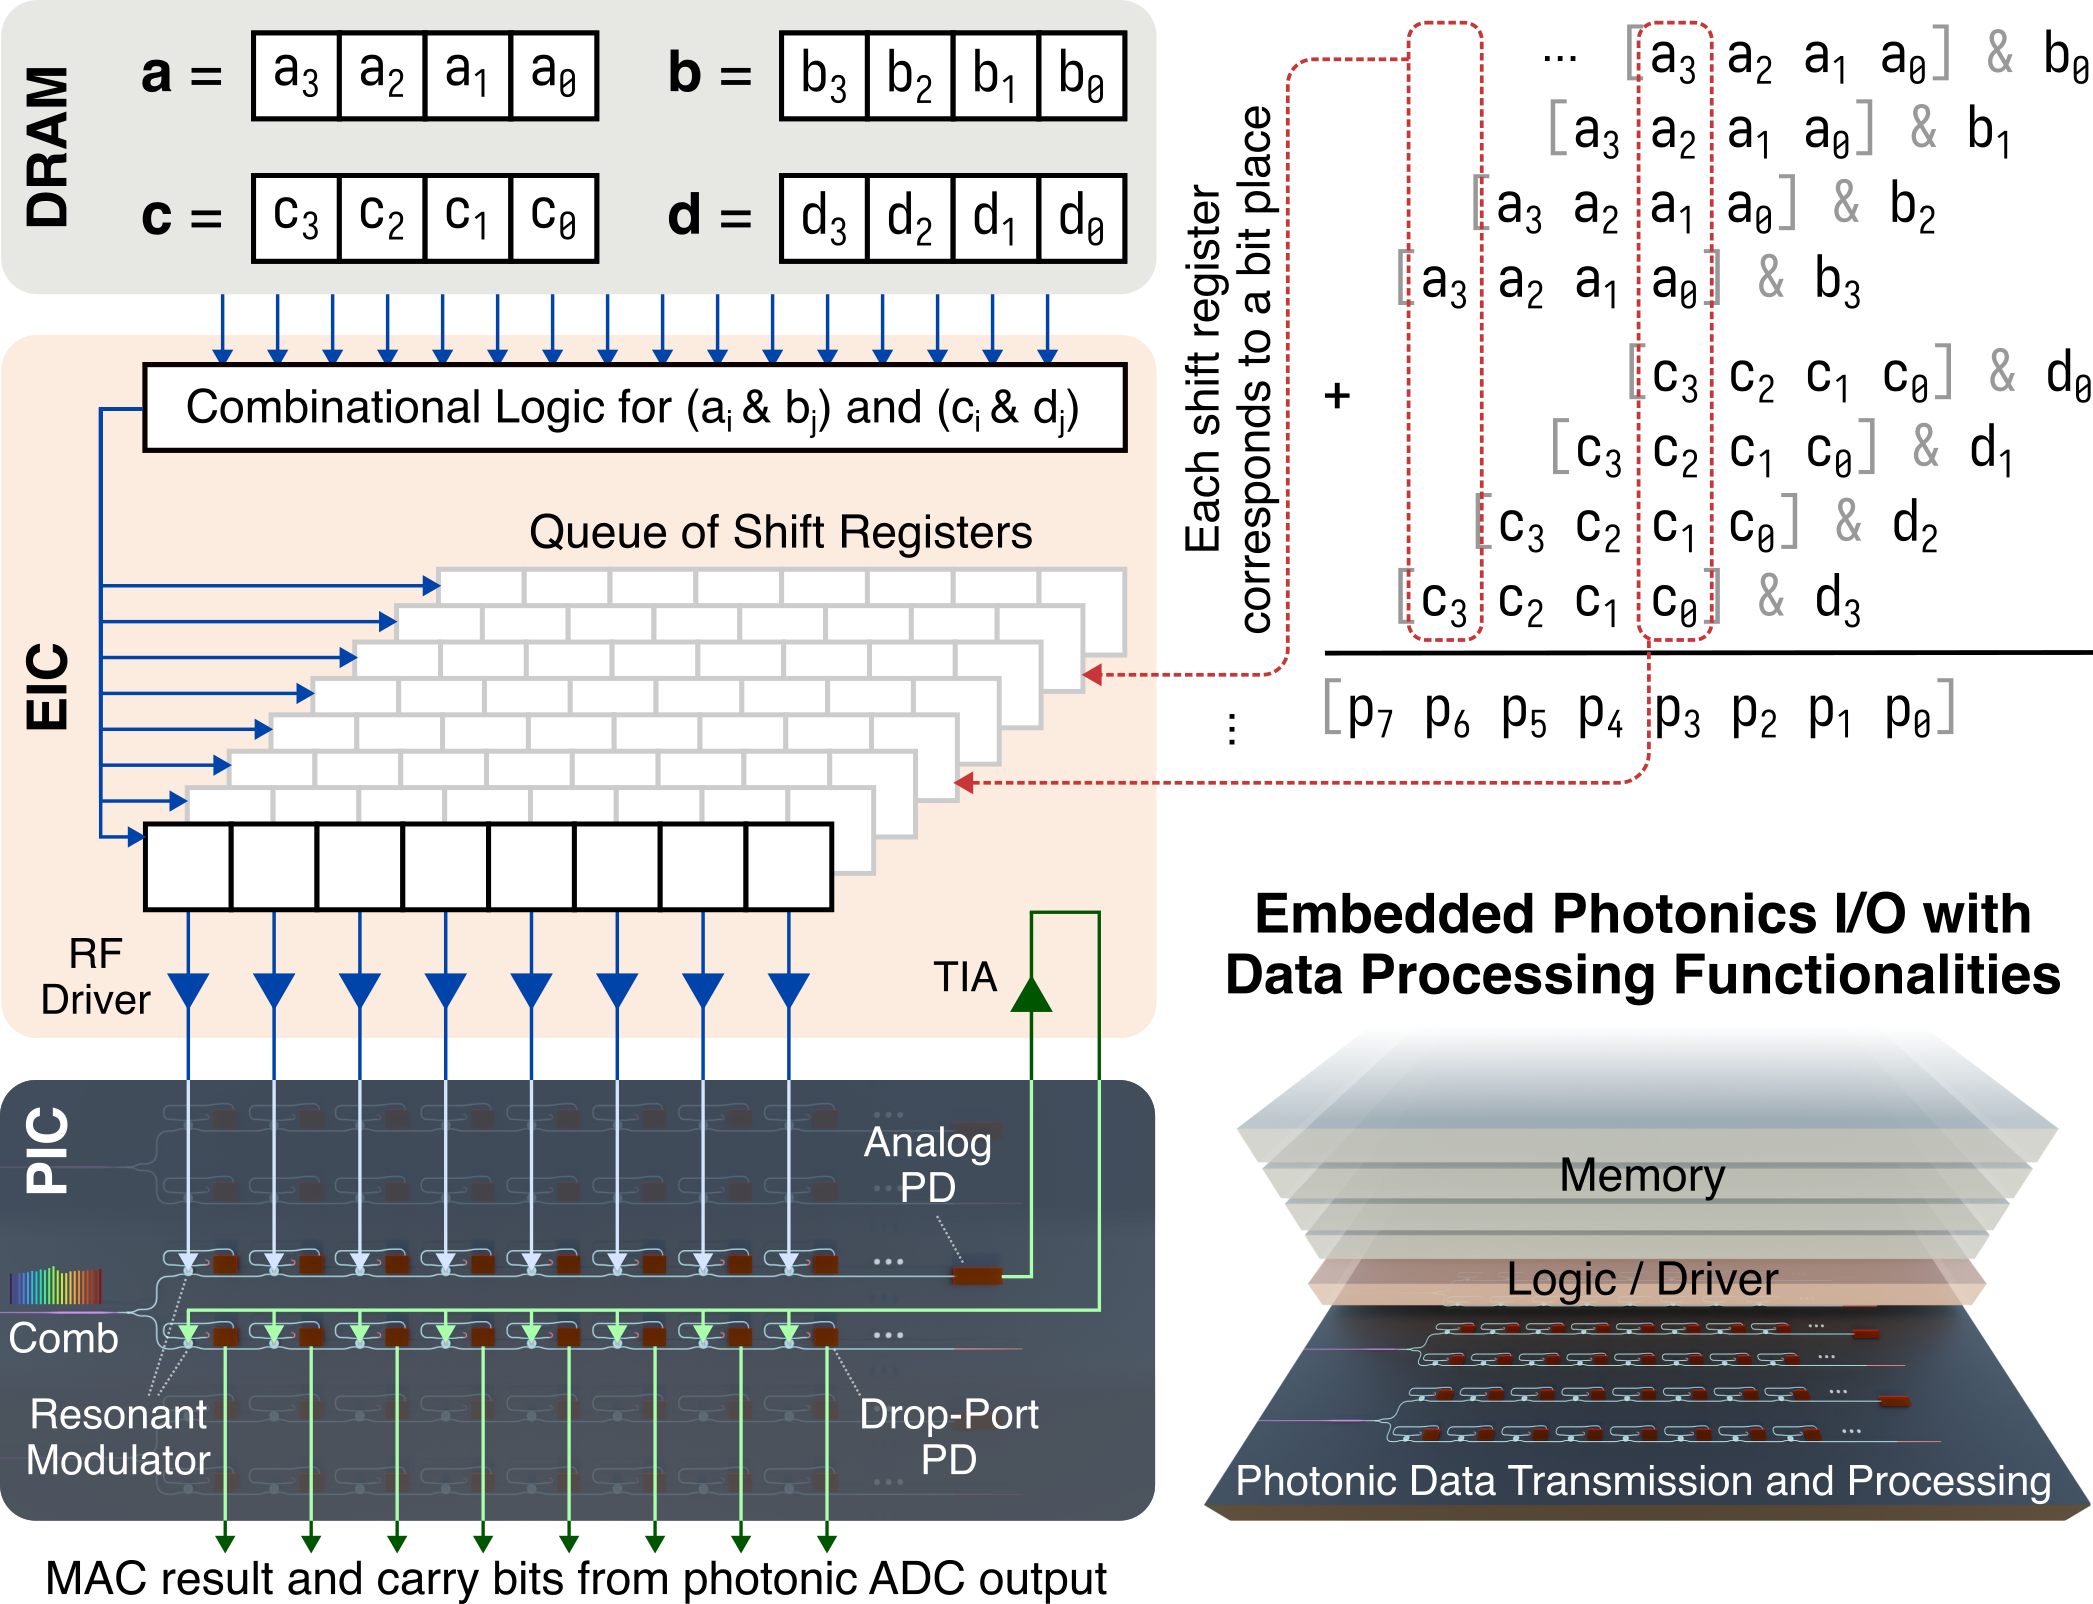 DRAM
a = a3 a2 a1 a0 b = b3 b2 b1 b0
c = c3 c2 c1 c0 d = d3 d2 d1 d0
EIC
Combinational Logic for (ai & bj) and (ci & dj)
Queue of Shift Registers
RF
Driver
TIA
PIC
Analog
PD
Comb
Resonant
Modulator
Drop-Port
PD
MAC result and carry bits from photonic ADC output
Each shift register
corresponds to a bit place
... [a3 a2 a1 a0] & b0
[a3 a2 a1 a0] & b1
[a3 a2 a1 a0] & b2
[a3 a2 a1 a0] & b3
+
[c3 c2 c1 c0] & d0
[c3 c2 c1 c0] & d1
[c3 c2 c1 c0] & d2
[c3 c2 c1 c0] & d3
[p7 p6 p5 p4 p3 p2 p1 p0]
Embedded Photonics I/O with
Data Processing Functionalities
Memory
Logic / Driver
Photonic Data Transmission and Processing